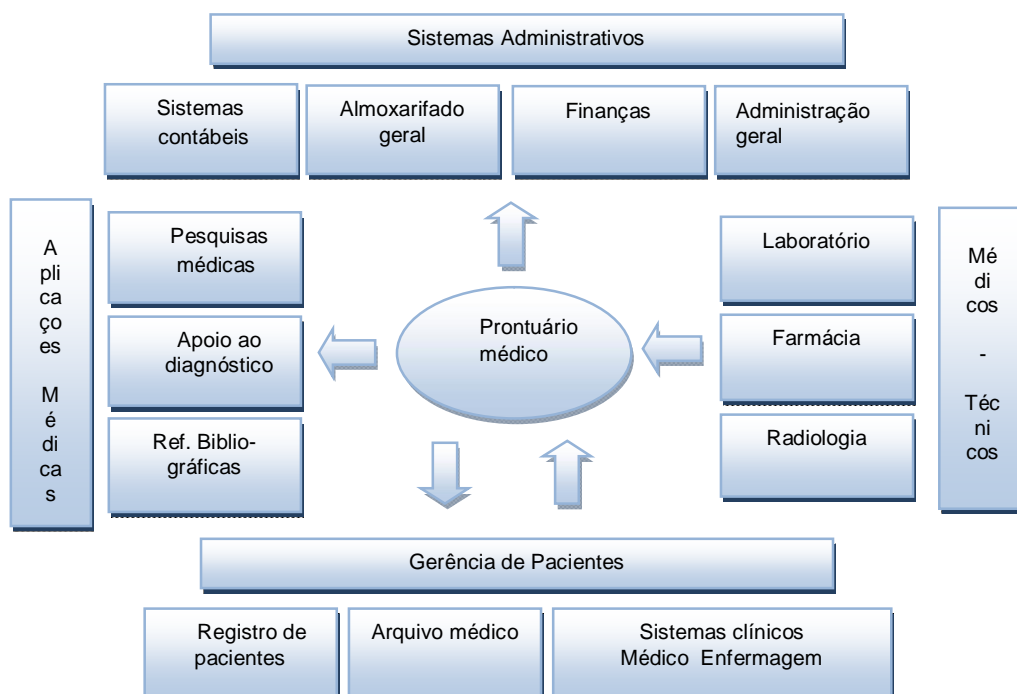 Sistemas Administrativos
Sistemas
contábeis
Almoxarifado
geral
Finanças
Administração
geral
A
pli
ca
ço
es
M
é
di
ca
s
Pesquisas
médicas
Apoio ao
diagnóstico
Ref. Biblio-
gráficas
Prontuário
médico
Laboratório
Farmácia
Radiologia
Mé
di
cos
-
Téc
ni
cos
Gerência de Pacientes
Registro de
pacientes
Arquivo médico
Sistemas clínicos
Médico Enfermagem